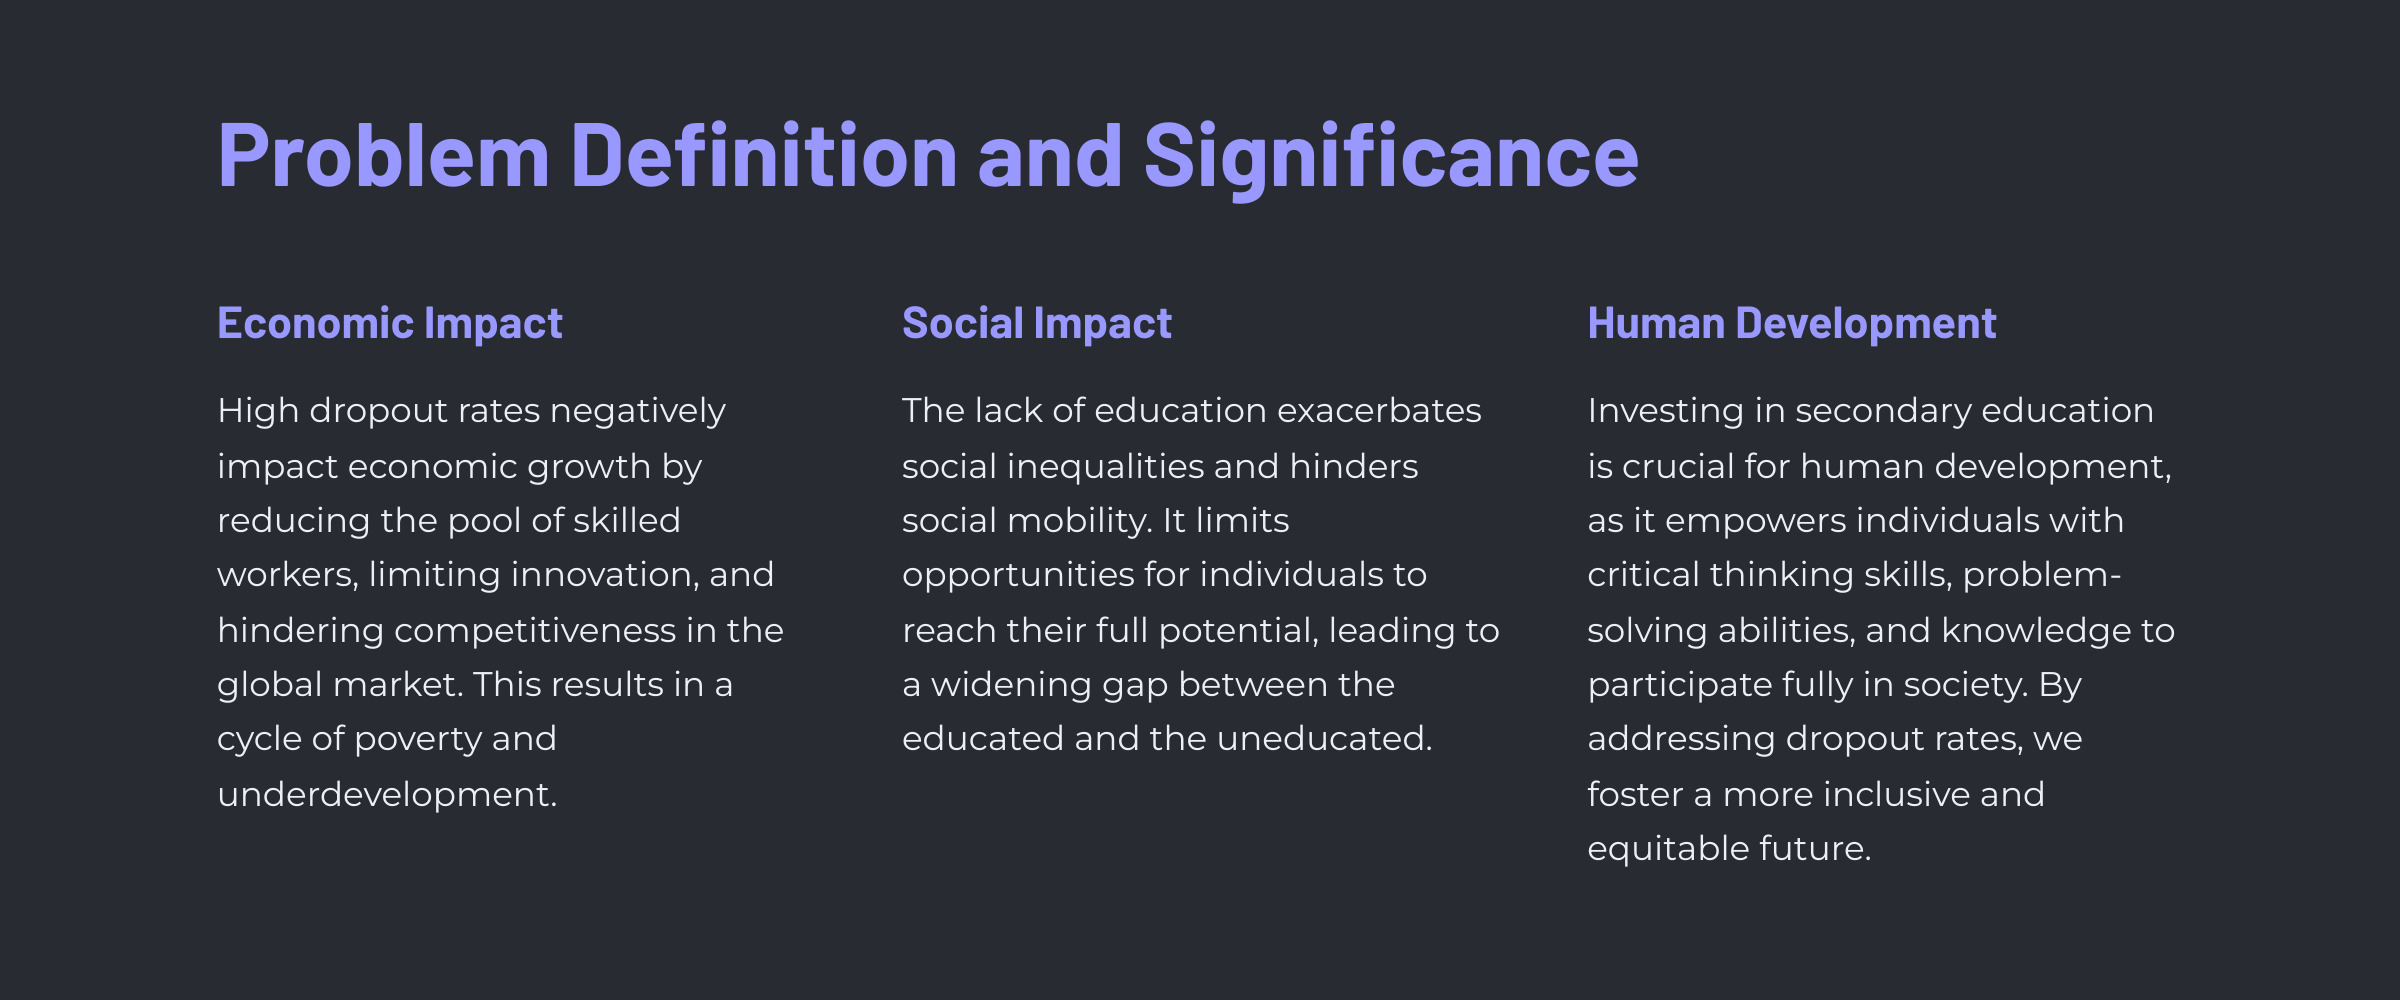 Problem Definition and Significance
Economic Impact
High dropout rates negatively
impact economic growth by
reducing the pool of skilled
workers, limiting innovation, and
hindering competitiveness in the
global market. This results in a
cycle of poverty and
underdevelopment.
Social Impact
The lack of education exacerbates
social inequalities and hinders
social mobility. It limits
opportunities for individuals to
reach their full potential, leading to
a widening gap between the
educated and the uneducated.
Human Development
Investing in secondary education
is crucial for human development,
as it empowers individuals with
critical thinking skills, problem-
solving abilities, and knowledge to
participate fully in society. By
addressing dropout rates, we
foster a more inclusive and
equitable future.